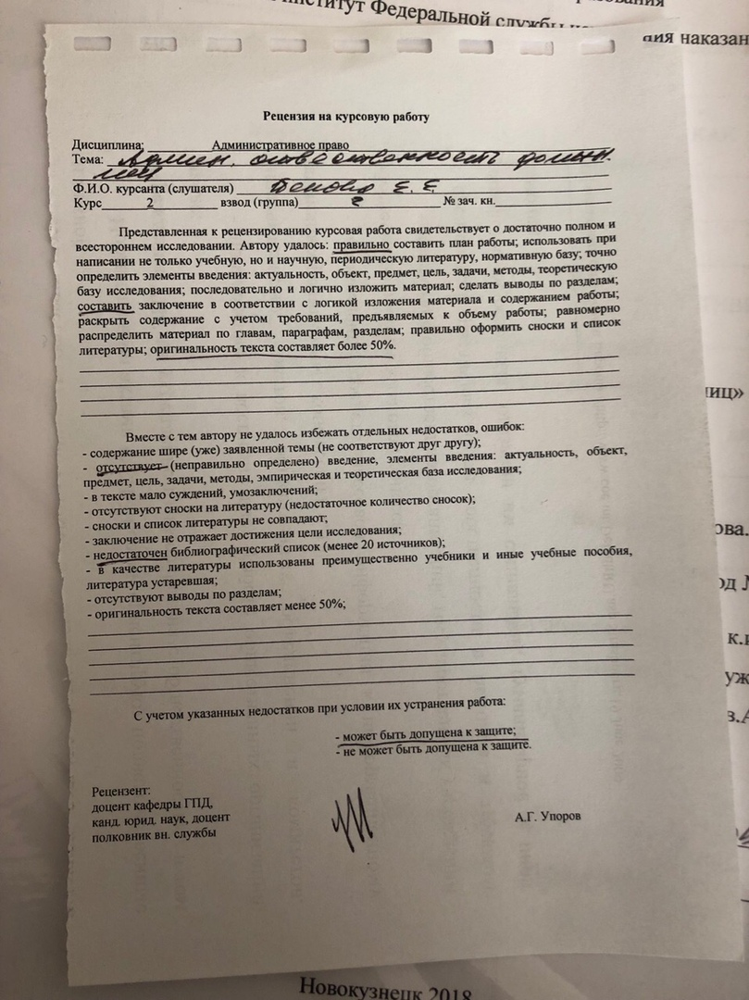 институт Федеральной службы
ия наказан
Рецензия на курсовую работу
Дисциплина: Административное право
Тема: Админ. ответственность должн.
лиц
Ф.И.О. курсанта (слушателя) Е. Е.
Курс 2 взвод (группа) № зач. кн.
Представленная к рецензированию курсовая работа свидетельствует о достаточно полном и
всестороннем исследовании. Автору удалось: правильно составить план работы; использовать при
написании не только учебную, но и научную, периодическую литературу, нормативную базу; точно
определить элементы введения: актуальность, объект, предмет, цель, задачи, методы, теоретическую
базу исследования; последовательно и логично изложить материал; сделать выводы по разделам;
составить заключение в соответствии с логикой изложения материала и содержанием работы;
раскрыть содержание с учетом требований, предъявляемых к объему работы; равномерно
распределить материал по главам, параграфам, разделам; правильно оформить сноски и список
литературы; оригинальность текста составляет более 50%.
иц»
Вместе с тем автору не удалось избежать отдельных недостатков, ошибок:
- содержание шире (уже) заявленной темы (не соответствуют друг другу);
- отсутствует (неправильно определено) введение, элементы введения: актуальность, объект,
предмет, цель, задачи, методы, эмпирическая и теоретическая база исследования;
- в тексте мало суждений, умозаключений;
- отсутствуют сноски на литературу (недостаточное количество сносок);
- сноски и список литературы не совпадают;
- заключение не отражает достижения цели исследования;
- недостаточен библиографический список (менее 20 источников);
- в качестве литературы использованы преимущественно учебники и иные учебные пособия,
литература устаревшая;
- отсутствуют выводы по разделам;
- оригинальность текста составляет менее 50%;
ова.
од
к.
уж
з.А
С учетом указанных недостатков при условии их устранения работа:
- может быть допущена к защите;
- не может быть допущена к защите.
Рецензент:
доцент кафедры ГПД,
канд. юрид. наук, доцент
полковник вн. службы
А.Г. Упоров
Новокузнецк 2018